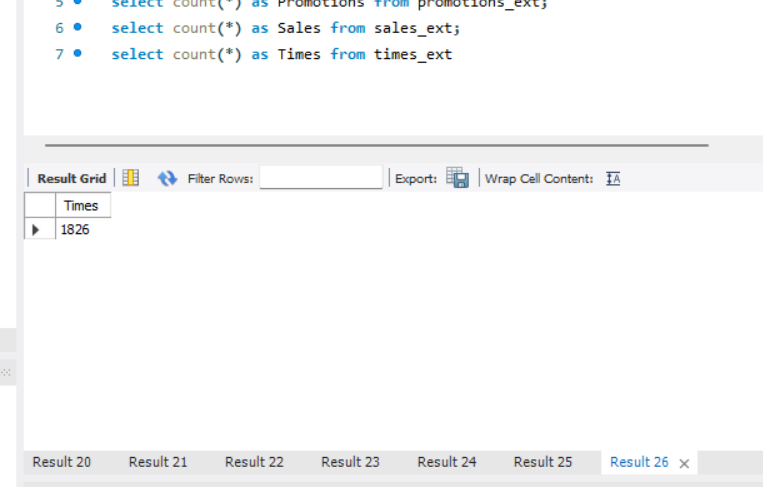 5 select count(*) as Promotions from promotions_ext;
6 select count(*) as Sales from sales_ext;
7 select count(*) as Times from times_ext
Result Grid Filter Rows: Export: Wrap Cell Content: IA
Times
1826
Result 20 Result 21 Result 22 Result 23 Result 24 Result 25 Result 26 ×